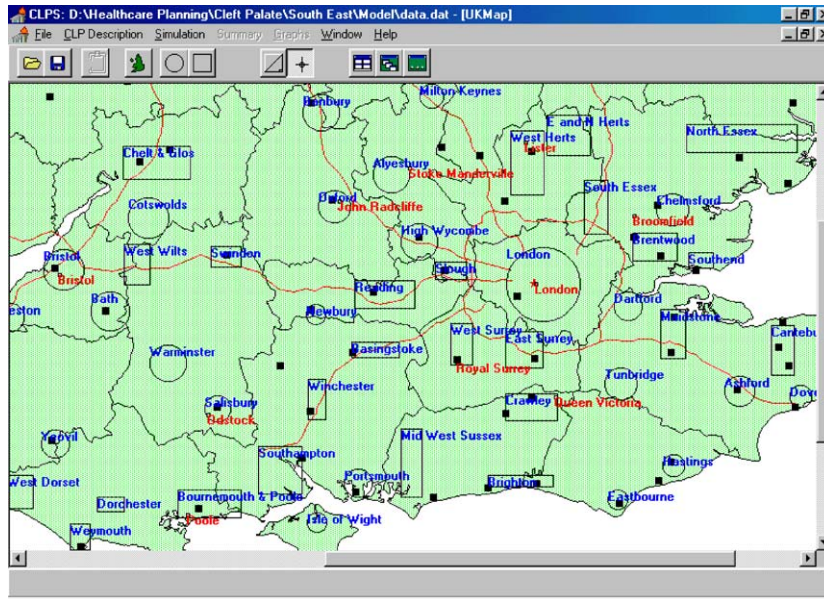 CLPS: D:\Healthcare Planning\Cleft Palate\South East\Model\data.dat - [UKMap]
File CLP Description Simulation Summary Graphs Window Help
Milton Keynes
Banbury
E and N Herts
North Essex
West Herts
Lister
Chelt & Glos
Alyesbury
Stoke Manderville
South Essex
Oxford
John Radcliffe
Chelmsford
Cotswolds
Broomfield
High Wycombe
Brentwood
West Wilts
Swindon
London
Bristol
Southend
Slough
Bristol
Reading
London
Bath
Dartford
eston
Newbury
Maidstone
West Surrey
East Surrey
Cantebu
Basingstoke
Warminster
Royal Surrey
Tunbridge
Winchester
Ashford
Dov
Salisbury
Crawley
Queen Victoria
Odstock
Yeovil
Mid West Sussex
Southampton
Hastings
Portsmouth
West Dorset
Brighton
Bournemouth & Poole
Eastbourne
Dorchester
Poole
Isle of Wight
Weymouth